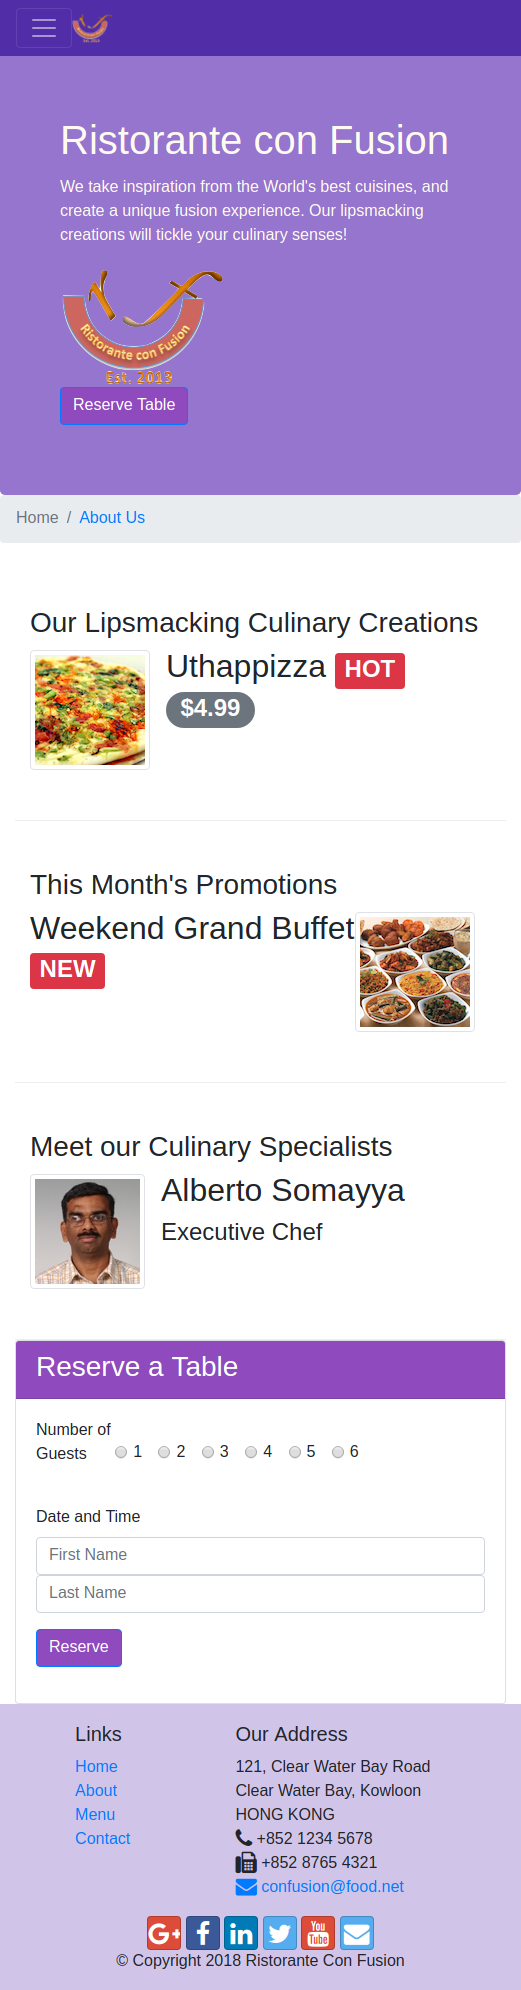 Ristorante con Fusion
We take inspiration from the World's best cuisines, and
create a unique fusion experience. Our lipsmacking
creations will tickle your culinary senses!
Ristorante con Fusion
Est. 2013
Reserve Table
Home / About Us
Our Lipsmacking Culinary Creations
Uthappizza HOT
$4.99
This Month's Promotions
Weekend Grand Buffet
NEW
Meet our Culinary Specialists
Alberto Somayya
Executive Chef
Reserve a Table
Number of
Guests 1 2 3 4 5 6
Date and Time
First Name
Last Name
Reserve
Links
Home
About
Menu
Contact
Our Address
121, Clear Water Bay Road
Clear Water Bay, Kowloon
HONG KONG
+852 1234 5678
+852 8765 4321
confusion@food.net
G+ f in You Tube
© Copyright 2018 Ristorante Con Fusion